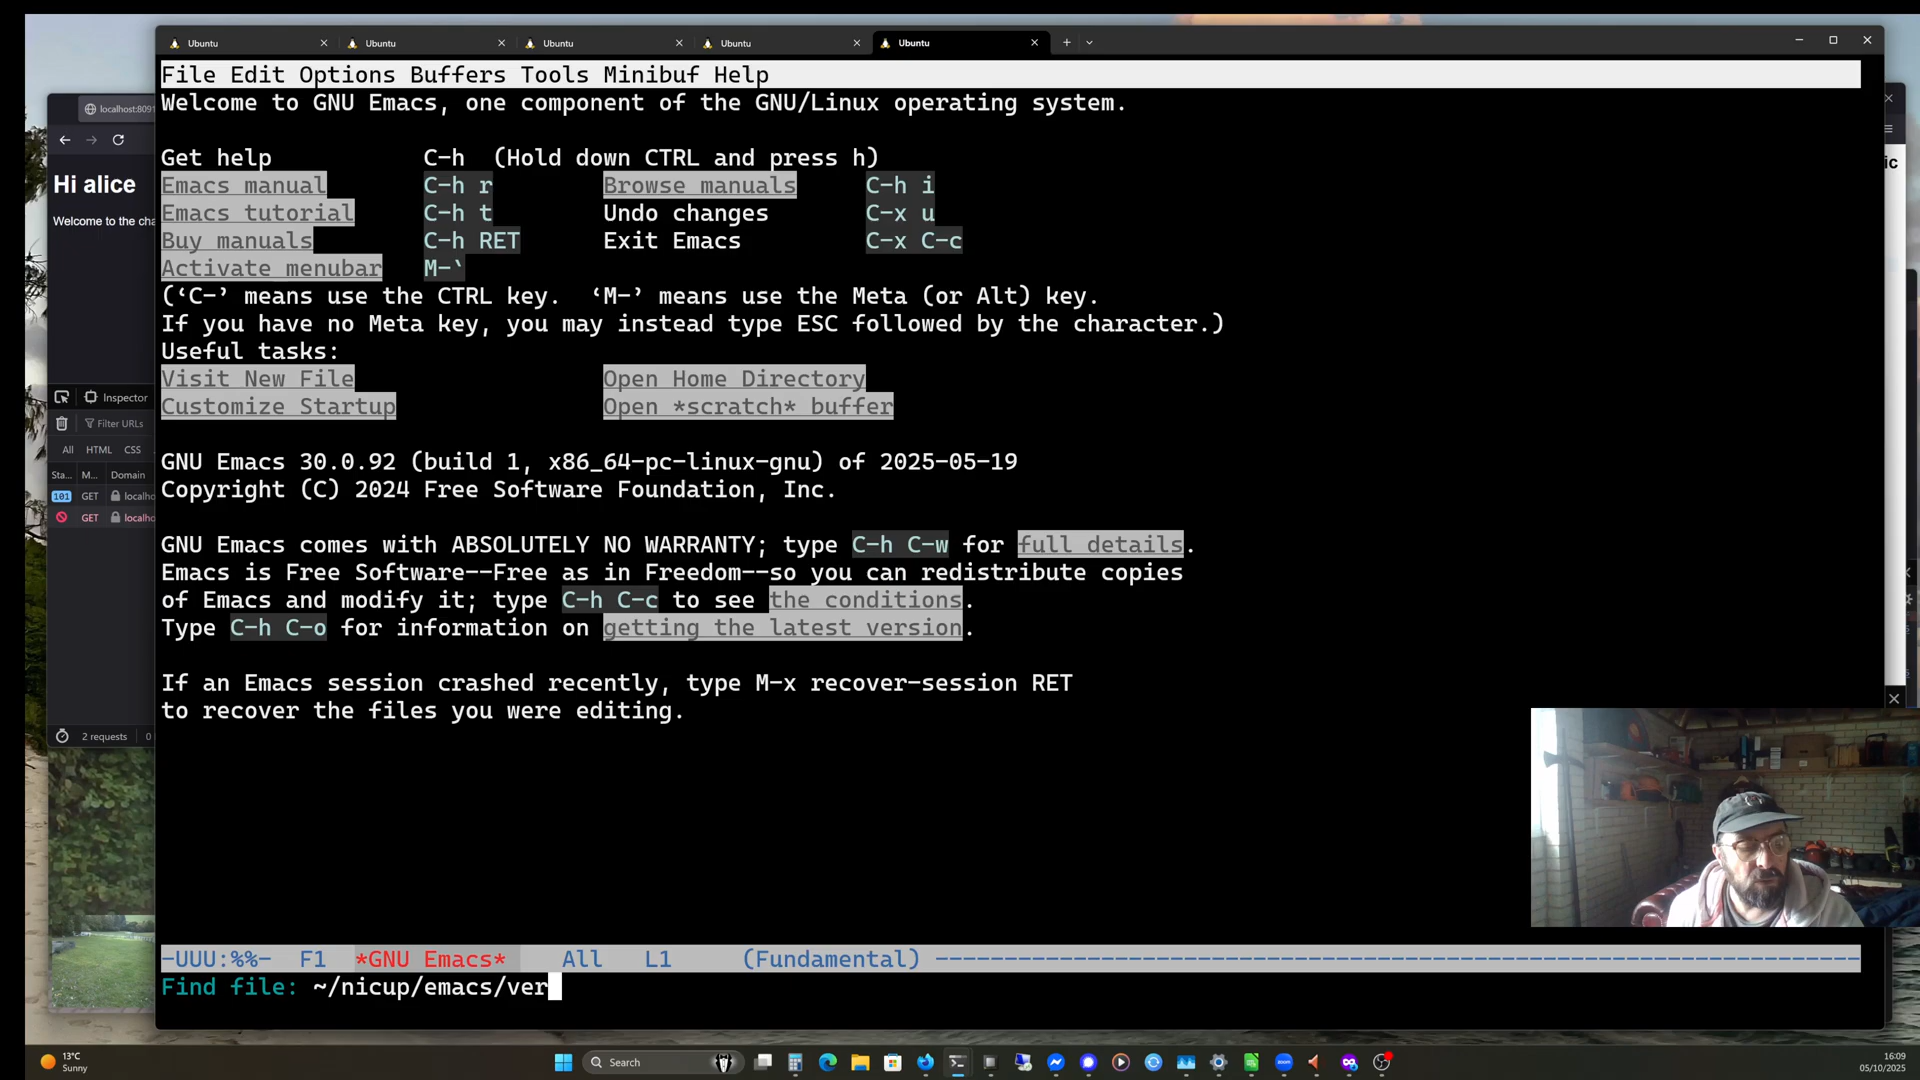 Ubuntu Ubuntu Ubuntu Ubuntu Ubuntu
File Edit Options Buffers Tools Minibuf Help
Welcome to GNU Emacs, one component of the GNU/Linux operating system.
Get help C-h (Hold down CTRL and press h)
Emacs manual C-h r Browse manuals C-h i
Emacs tutorial C-h t Undo changes C-x u
Buy manuals C-h RET Exit Emacs C-x C-c
Activate menubar M-`
(‘C-’ means use the CTRL key. ‘M-’ means use the Meta (or Alt) key.
If you have no Meta key, you may instead type ESC followed by the character.)
Useful tasks:
Visit New File Open Home Directory
Customize Startup Open *scratch* buffer
GNU Emacs 30.0.92 (build 1, x86_64-pc-linux-gnu) of 2025-05-19
Copyright (C) 2024 Free Software Foundation, Inc.
GNU Emacs comes with ABSOLUTELY NO WARRANTY; type C-h C-w for full details.
Emacs is Free Software--Free as in Freedom--so you can redistribute copies
of Emacs and modify it; type C-h C-c to see the conditions.
Type C-h C-o for information on getting the latest version.
If an Emacs session crashed recently, type M-x recover-session RET
to recover the files you were editing.
-UUU:%%- F1 *GNU Emacs* All L1 (Fundamental) ----------------------------------------------------------------
Find file: ~/nicup/emacs/ver
localhost:809
Hi alice
Welcome to the cha
Inspector
Filter URLs
All HTML CSS
Sta... M... Domain
101 GET localho
GET localho
2 requests 0
ic
13°C
Sunny
Search
16:09
05/10/2025